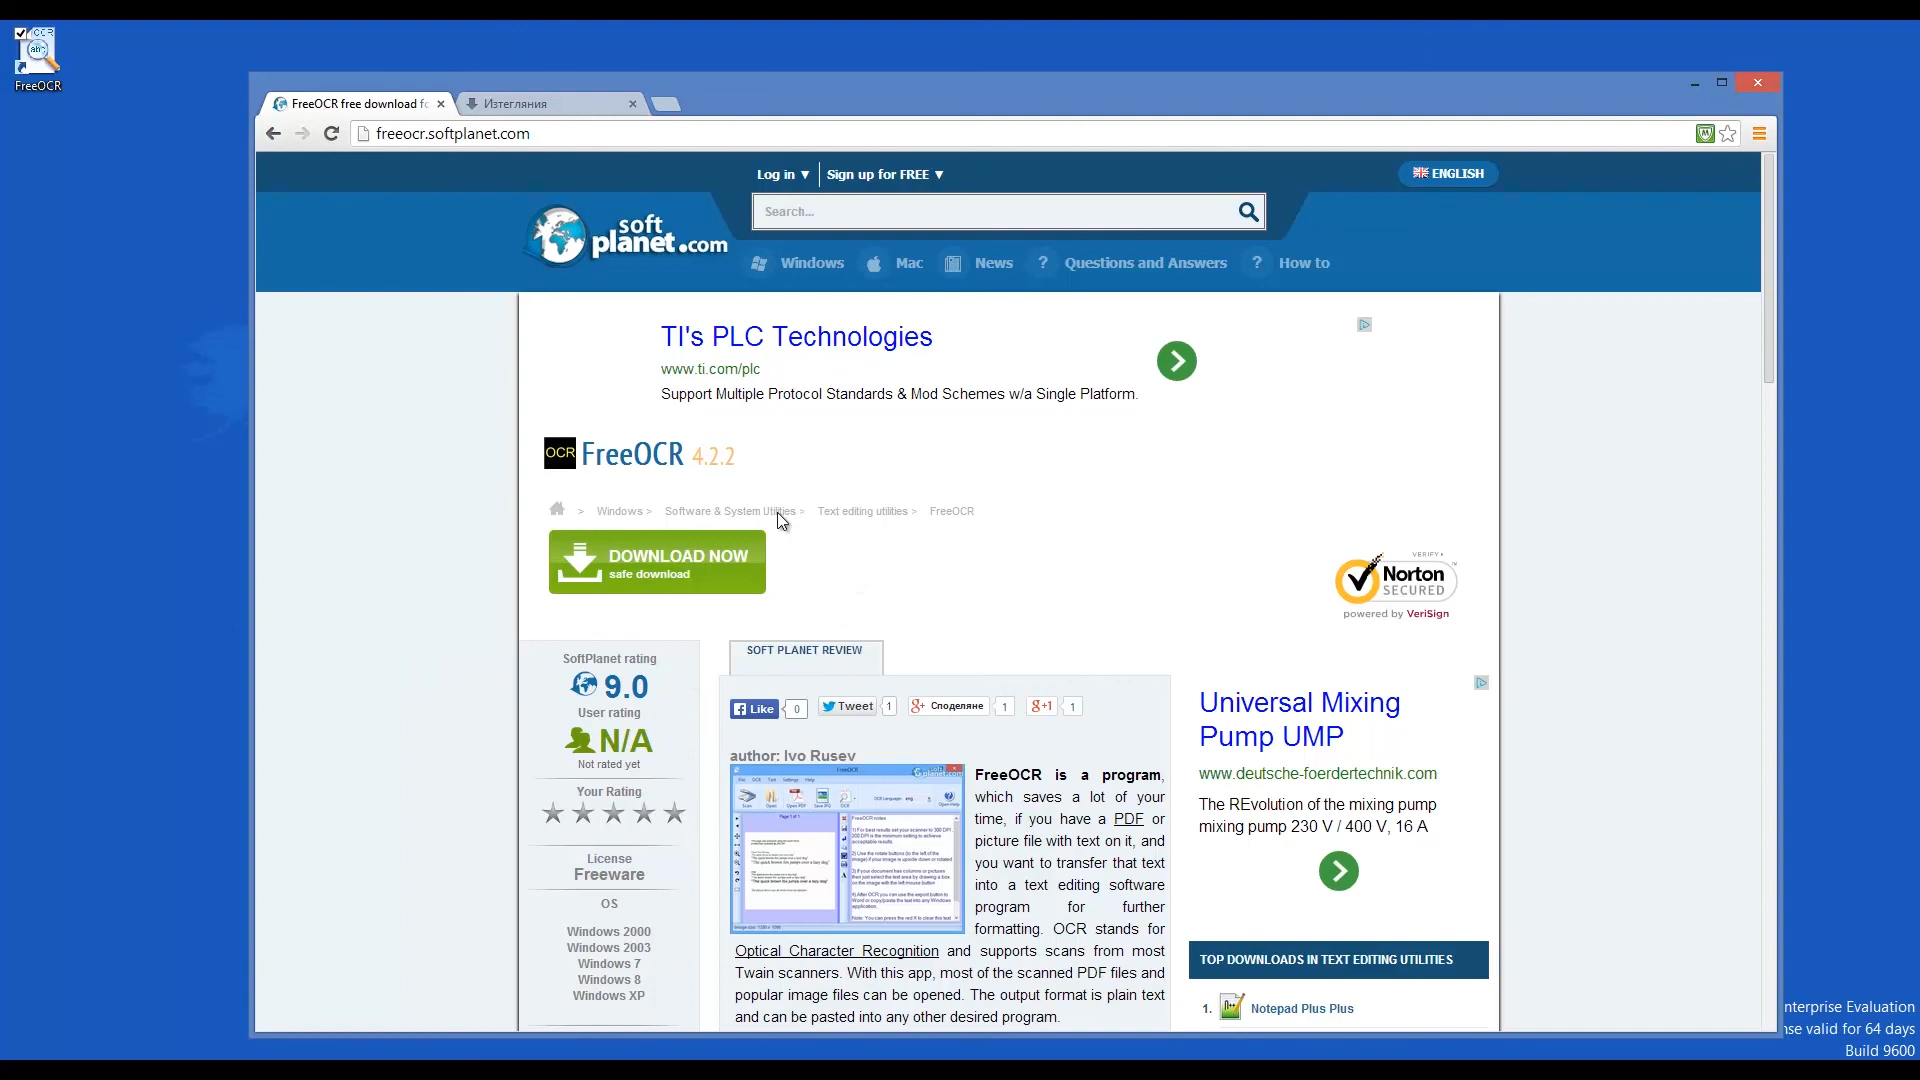 FreeOCR
FreeOCR free download fo
Изтегляния
freeocr.softplanet.com
Log in ▼
Sign up for FREE ▼
ENGLISH
Search...
soft
planet.com
Windows
Mac
News
? Questions and Answers
? How to
TI's PLC Technologies
www.ti.com/plc
Support Multiple Protocol Standards & Mod Schemes w/a Single Platform.
OCR FreeOCR 4.2.2
> Windows > Software & System Utilities > Text editing utilities > FreeOCR
DOWNLOAD NOW
safe download
VERIFY
Norton
SECURED
powered by VeriSign
SoftPlanet rating
9.0
User rating
N/A
Not rated yet
Your Rating
License
Freeware
OS
Windows 2000
Windows 2003
Windows 7
Windows 8
Windows XP
SOFT PLANET REVIEW
Like 0
Tweet 1
Споделяне 1
+1 1
author: Ivo Rusev
FreeOCR is a program,
which saves a lot of your
time, if you have a PDF or
picture file with text on it, and
you want to transfer that text
into a text editing software
program for further
formatting. OCR stands for
Optical Character Recognition and supports scans from most
Twain scanners. With this app, most of the scanned PDF files and
popular image files can be opened. The output format is plain text
and can be pasted into any other desired program.
Universal Mixing
Pump UMP
www.deutsche-foerdertechnik.com
The REvolution of the mixing pump
mixing pump 230 V / 400 V, 16 A
TOP DOWNLOADS IN TEXT EDITING UTILITIES
1. Notepad Plus Plus
nterprise Evaluation
nse valid for 64 days
Build 9600